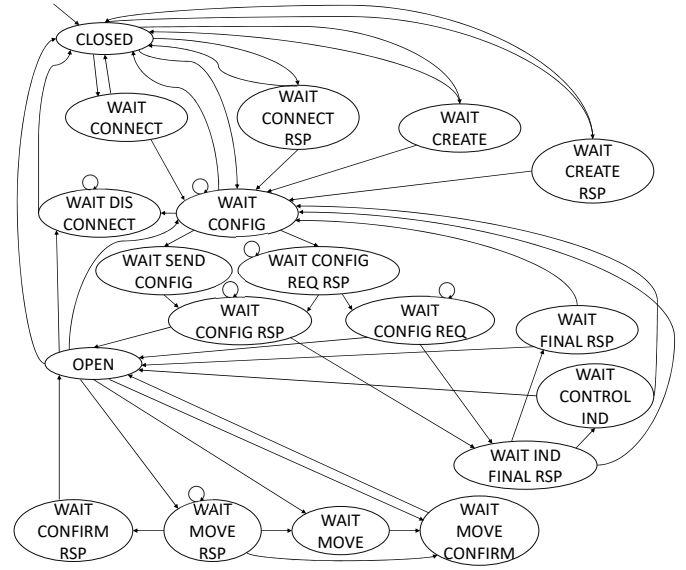 CLOSED
WAIT
CONNECT
WAIT
CONNECT
RSP
WAIT
CREATE
WAIT
CREATE
RSP
WAIT DIS
CONNECT
WAIT
CONFIG
WAIT SEND
CONFIG
WAIT CONFIG
REQ RSP
WAIT
CONFIG RSP
WAIT
CONFIG REQ
WAIT
FINAL RSP
OPEN
WAIT
CONTROL
IND
WAIT IND
FINAL RSP
WAIT
CONFIRM
RSP
WAIT
MOVE
RSP
WAIT
MOVE
WAIT
MOVE
CONFIRM